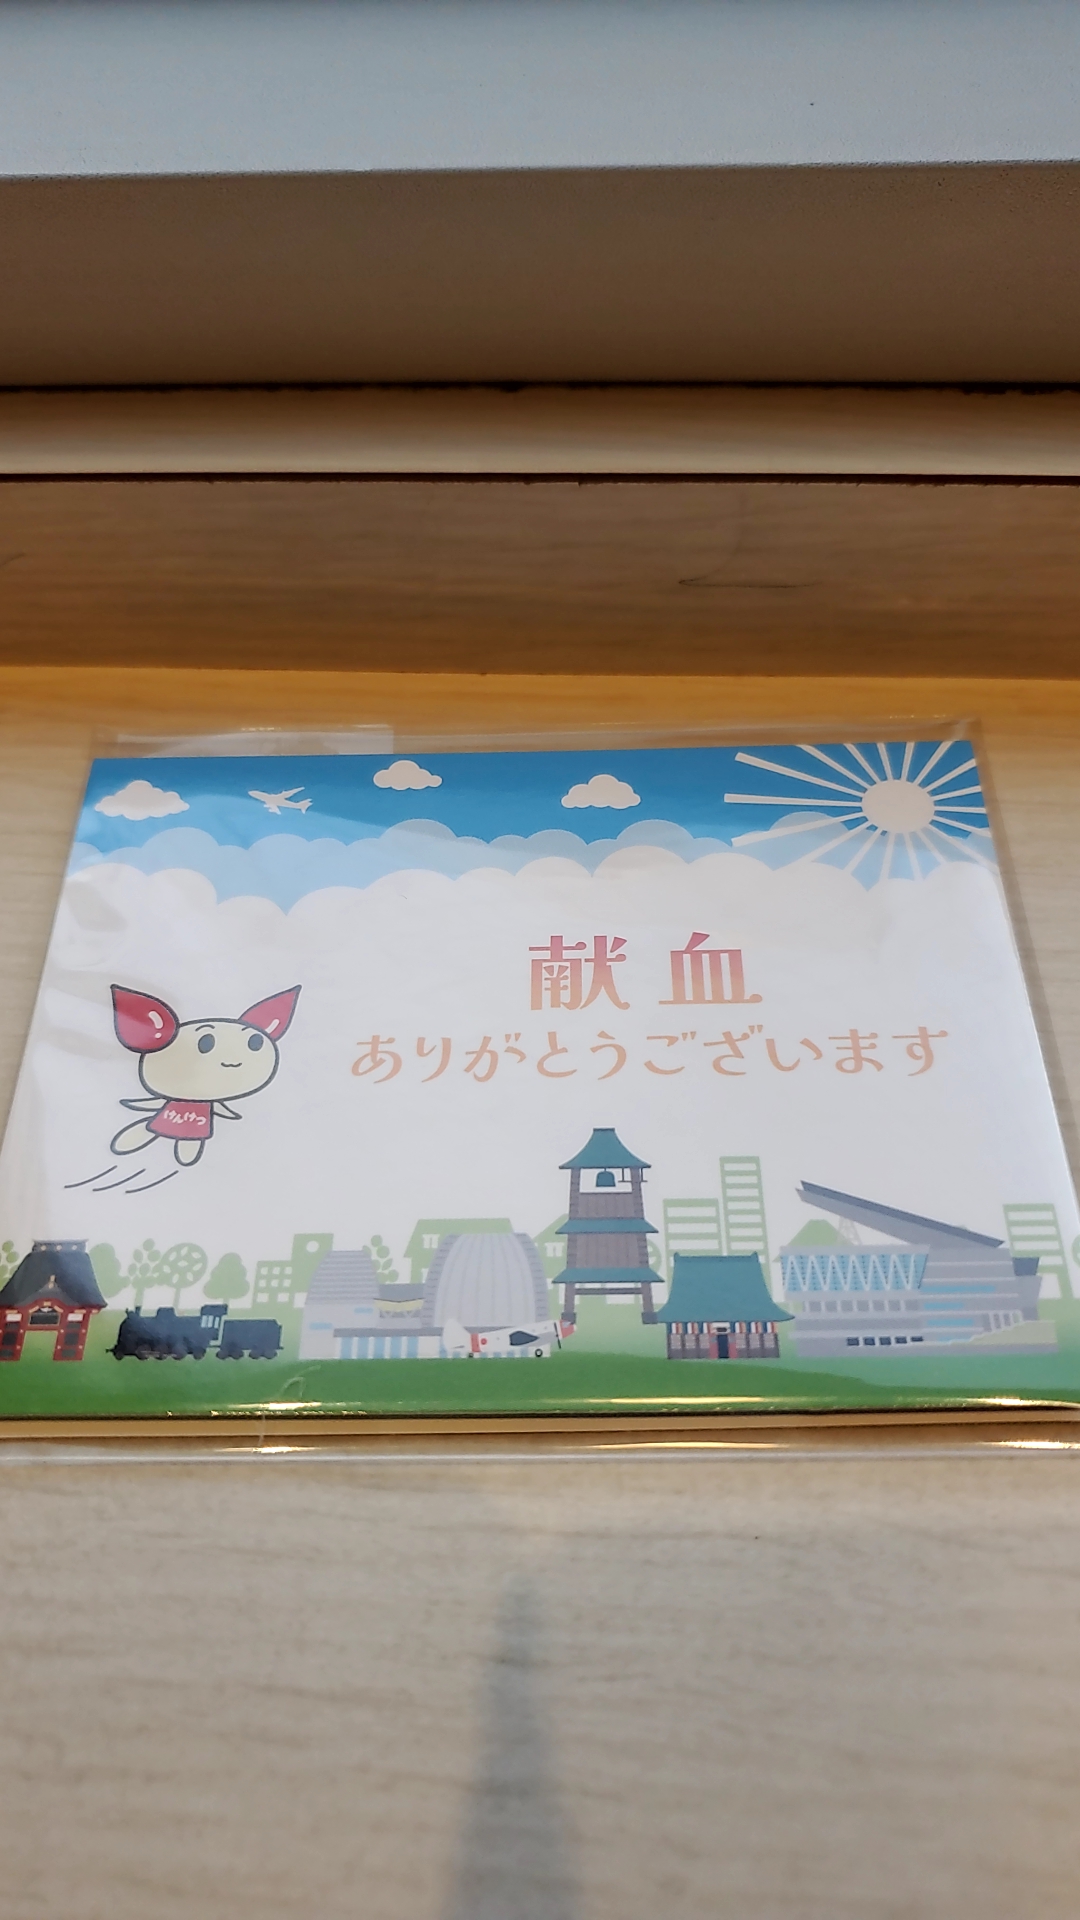 献血
ありがとうございます
けんけつ